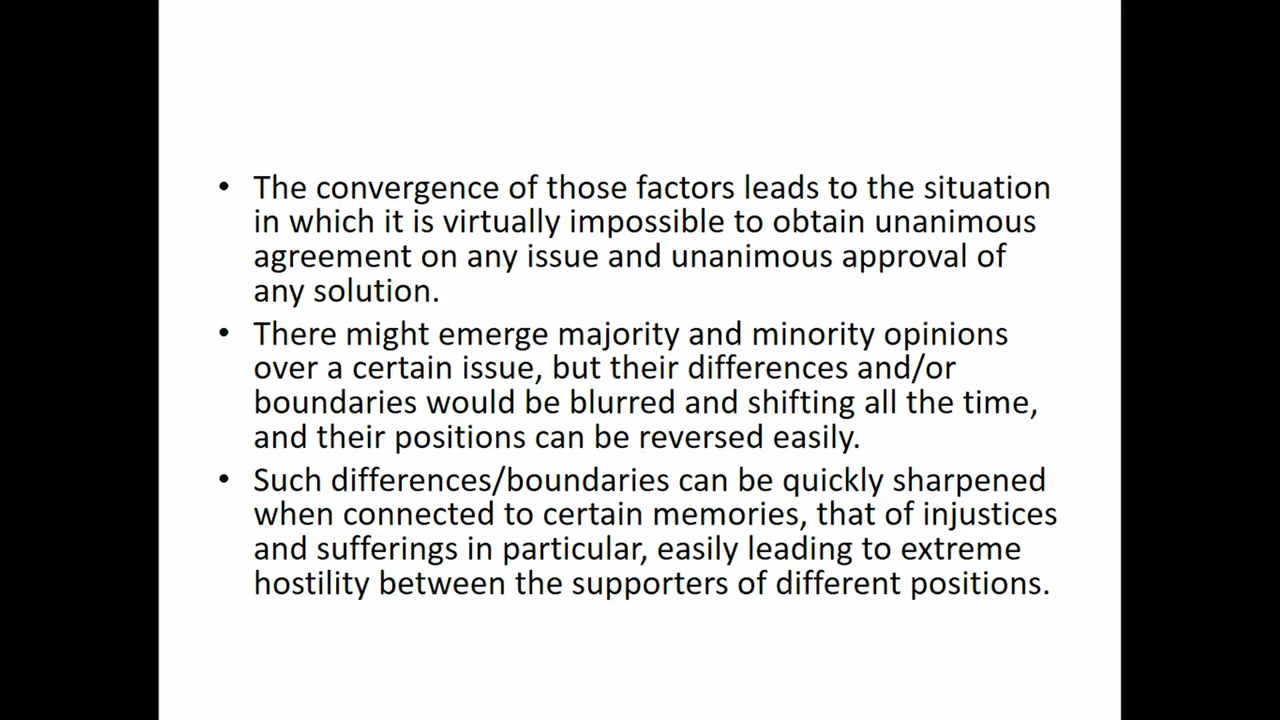 • The convergence of those factors leads to the situation
in which it is virtually impossible to obtain unanimous
agreement on any issue and unanimous approval of
any solution.
• There might emerge majority and minority opinions
over a certain issue, but their differences and/or
boundaries would be blurred and shifting all the time,
and their positions can be reversed easily.
• Such differences/boundaries can be quickly sharpened
when connected to certain memories, that of injustices
and sufferings in particular, easily leading to extreme
hostility between the supporters of different positions.